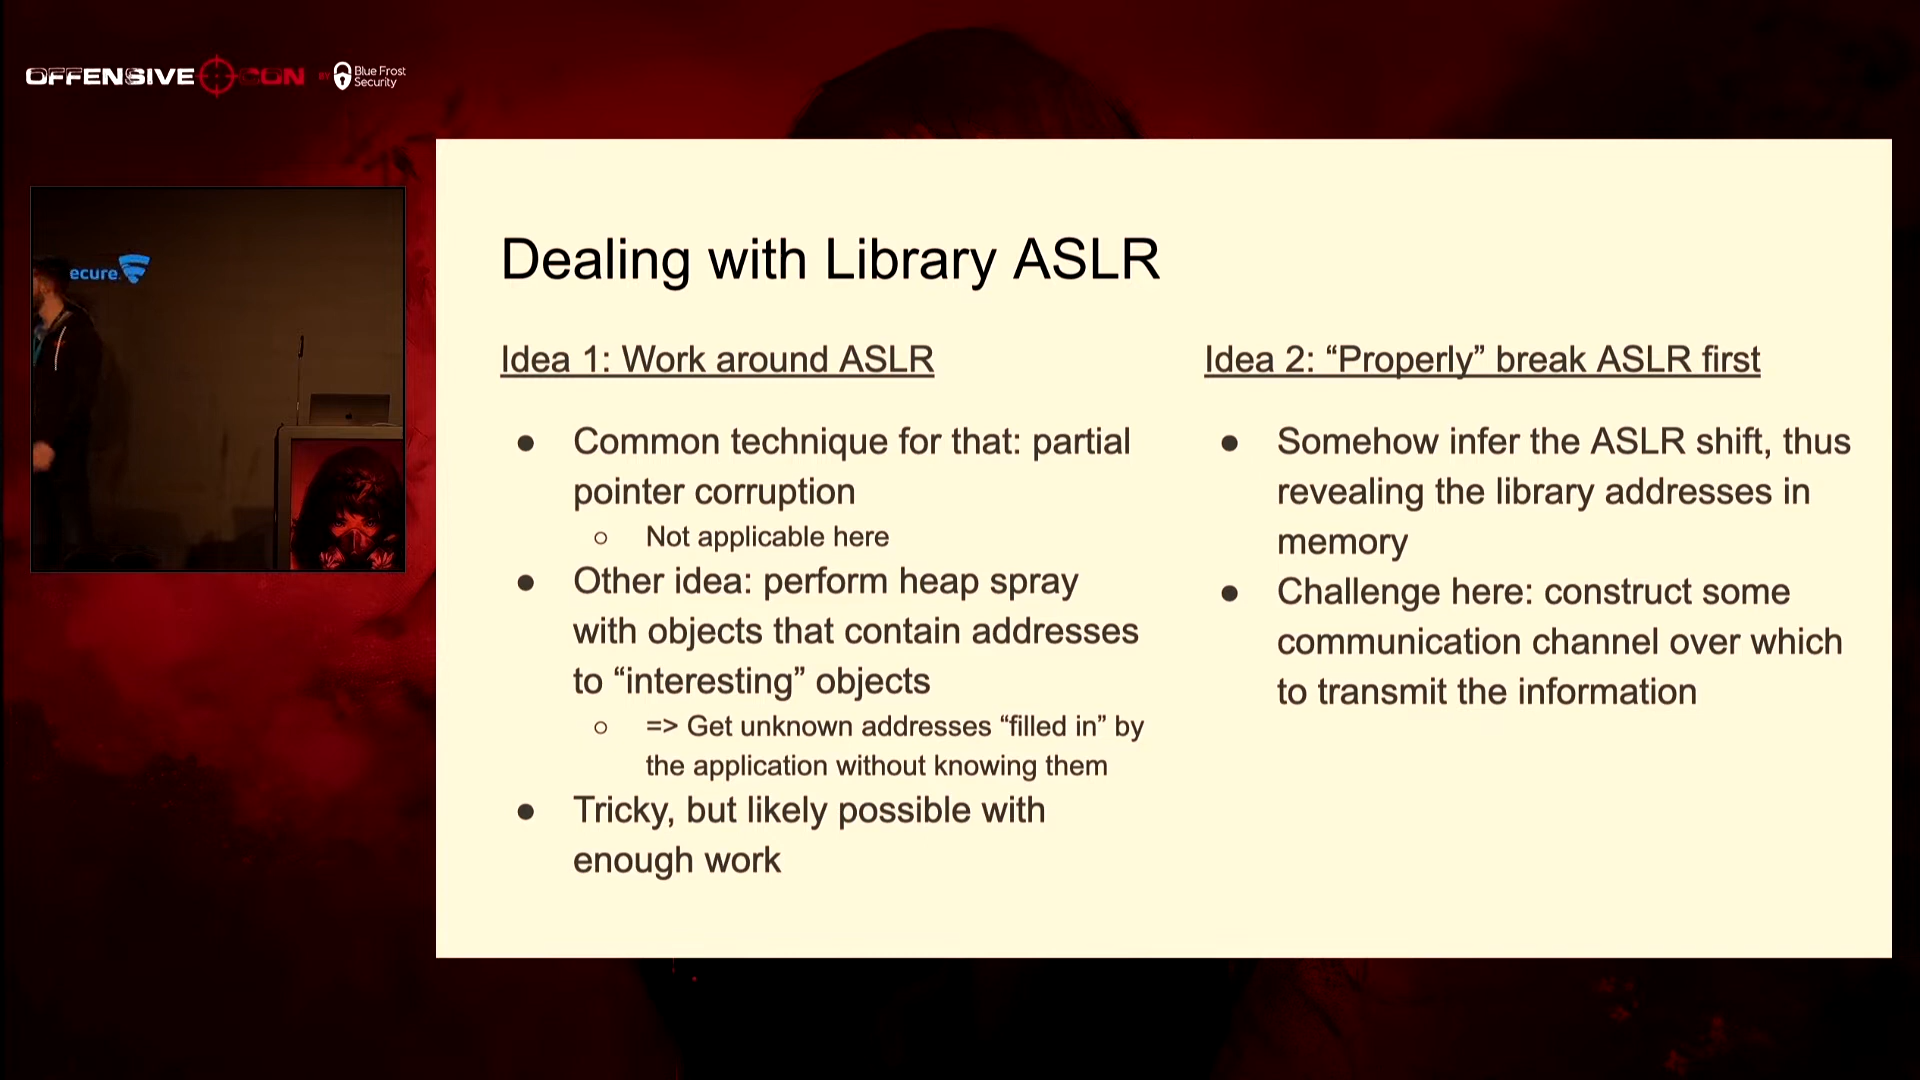 OFFENSIVE CON BY Blue Frost
Security
ecure.
Dealing with Library ASLR
Idea 1: Work around ASLR
● Common technique for that: partial
pointer corruption
○ Not applicable here
● Other idea: perform heap spray
with objects that contain addresses
to “interesting” objects
○ => Get unknown addresses “filled in” by
the application without knowing them
● Tricky, but likely possible with
enough work
Idea 2: “Properly” break ASLR first
● Somehow infer the ASLR shift, thus
revealing the library addresses in
memory
● Challenge here: construct some
communication channel over which
to transmit the information